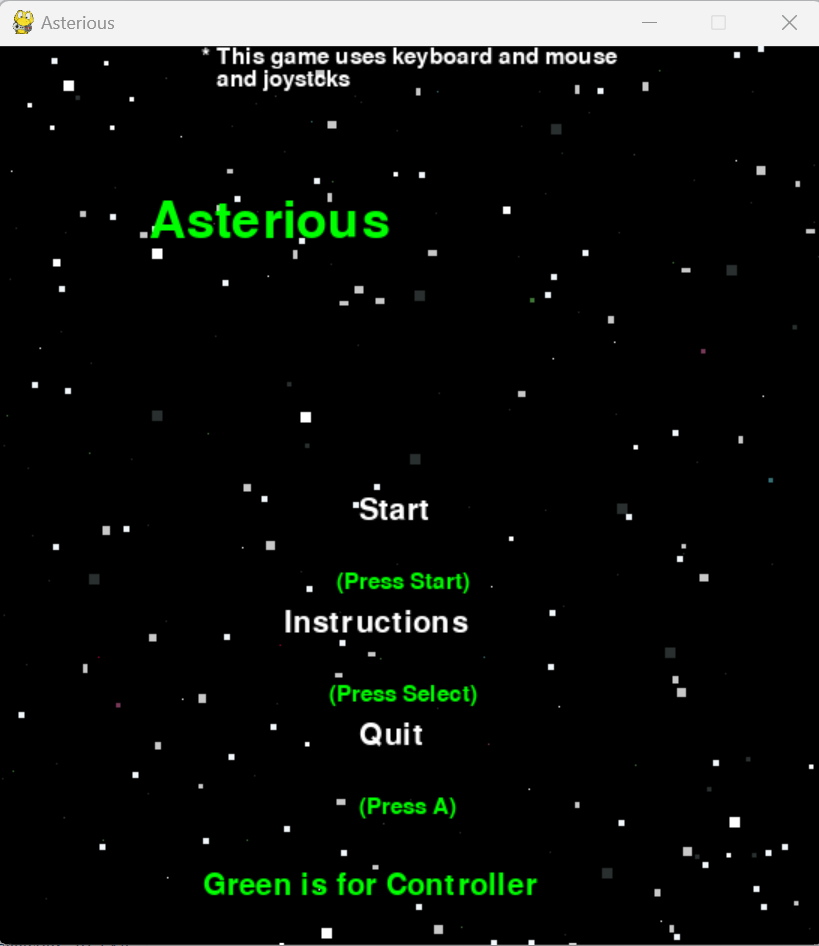 Asterious
* This game uses keyboard and mouse
and joysticks
Asterious
Start
(Press Start)
Instructions
(Press Select)
Quit
(Press A)
Green is for Controller